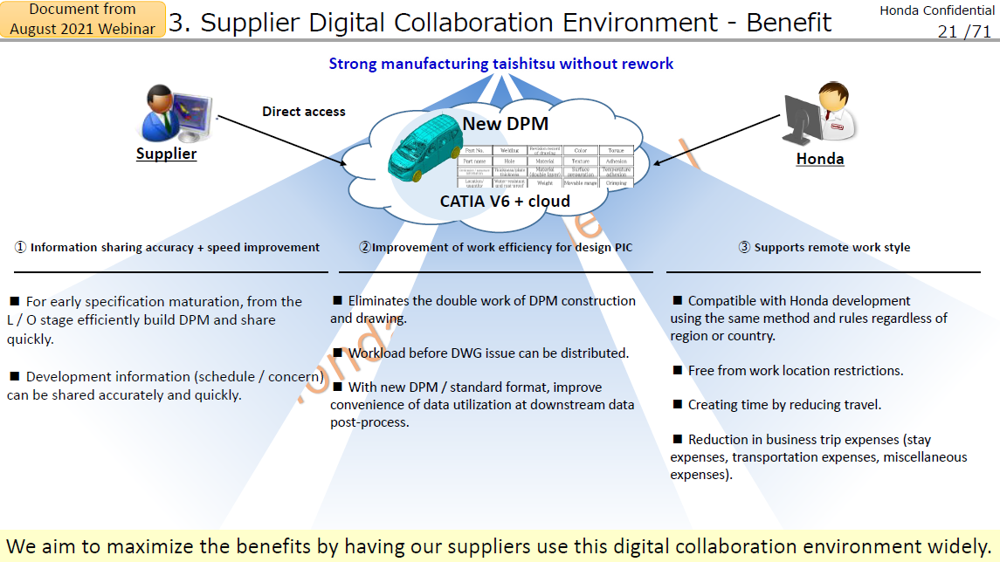 Document from
August 2021 Webinar
3. Supplier Digital Collaboration Environment - Benefit
Honda Confidential
21 /71
Strong manufacturing taishitsu without rework
Direct access
Supplier
Honda
New DPM
Part No. Welding Revision record of drawing Color Torque
Part name Hole Material Texture Adhesion
Thickness/plate thickness Material (double layer) Surface preparation Temperature adhesion
Location/ quantity Water-resistant and rust-proof Weight Movable range Crimping
CATIA V6 + cloud
① Information sharing accuracy + speed improvement
■ For early specification maturation, from the
L / O stage efficiently build DPM and share
quickly.
■ Development information (schedule / concern)
can be shared accurately and quickly.
②Improvement of work efficiency for design PIC
■ Eliminates the double work of DPM construction
and drawing.
■ Workload before DWG issue can be distributed.
■ With new DPM / standard format, improve
convenience of data utilization at downstream data
post-process.
③ Supports remote work style
■ Compatible with Honda development
using the same method and rules regardless of
region or country.
■ Free from work location restrictions.
■ Creating time by reducing travel.
■ Reduction in business trip expenses (stay
expenses, transportation expenses, miscellaneous
expenses).
We aim to maximize the benefits by having our suppliers use this digital collaboration environment widely.